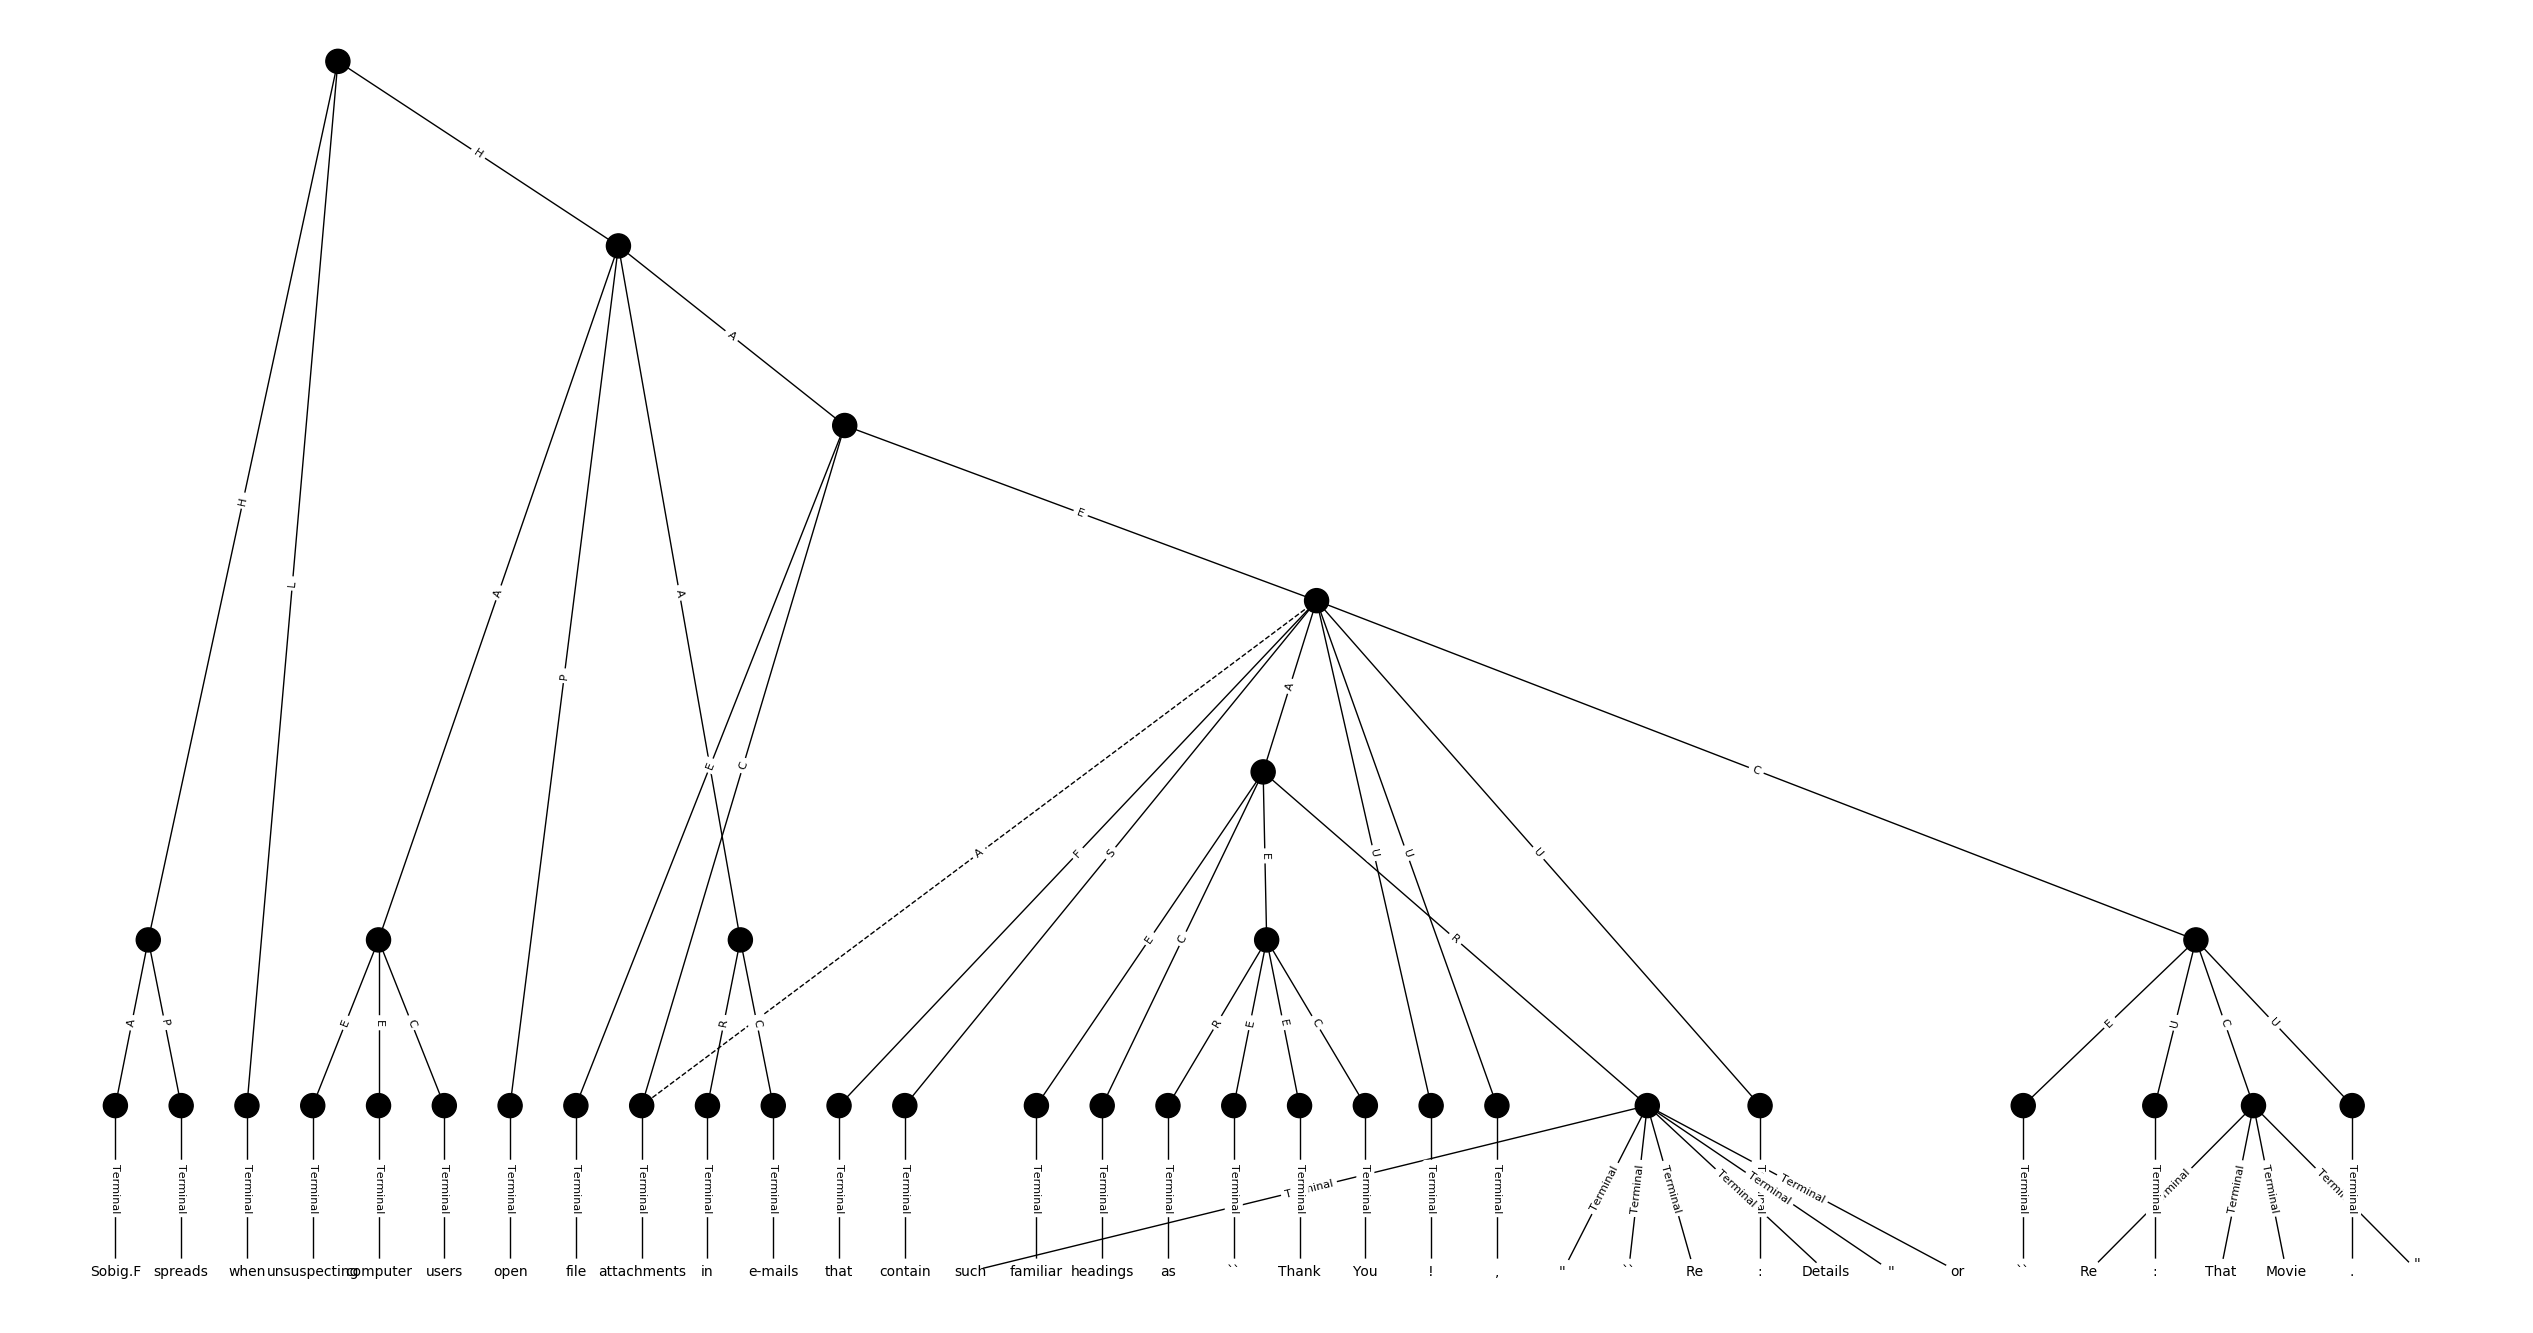 H
A
H
E
L
A
P
A
A
E
C
C
A
F
S
E
U
U
U
E
C
R
A
P
E
E
C
R
C
R
E
E
C
E
U
C
U
Terminal Terminal Terminal Terminal Terminal Terminal Terminal Terminal Terminal Terminal Terminal Terminal Terminal Terminal Terminal Terminal Terminal Terminal Terminal Terminal Terminal Terminal Terminal Terminal Terminal Terminal Terminal Terminal Terminal Terminal Terminal Terminal
Sobig.F spreads when unsuspecting computer users open file attachments in e-mails that contain such familiar headings as `` Thank You ! , " `` Re : Details " or `` Re : That Movie . "